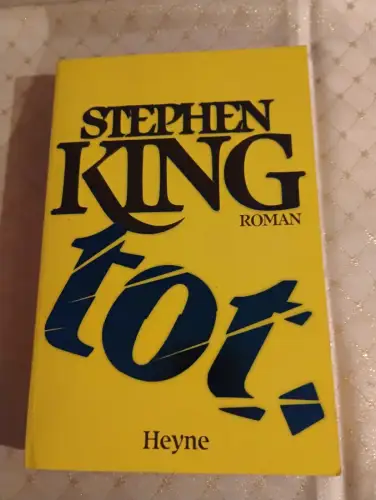 STEPHEN
KING
ROMAN
tot.
Heyne